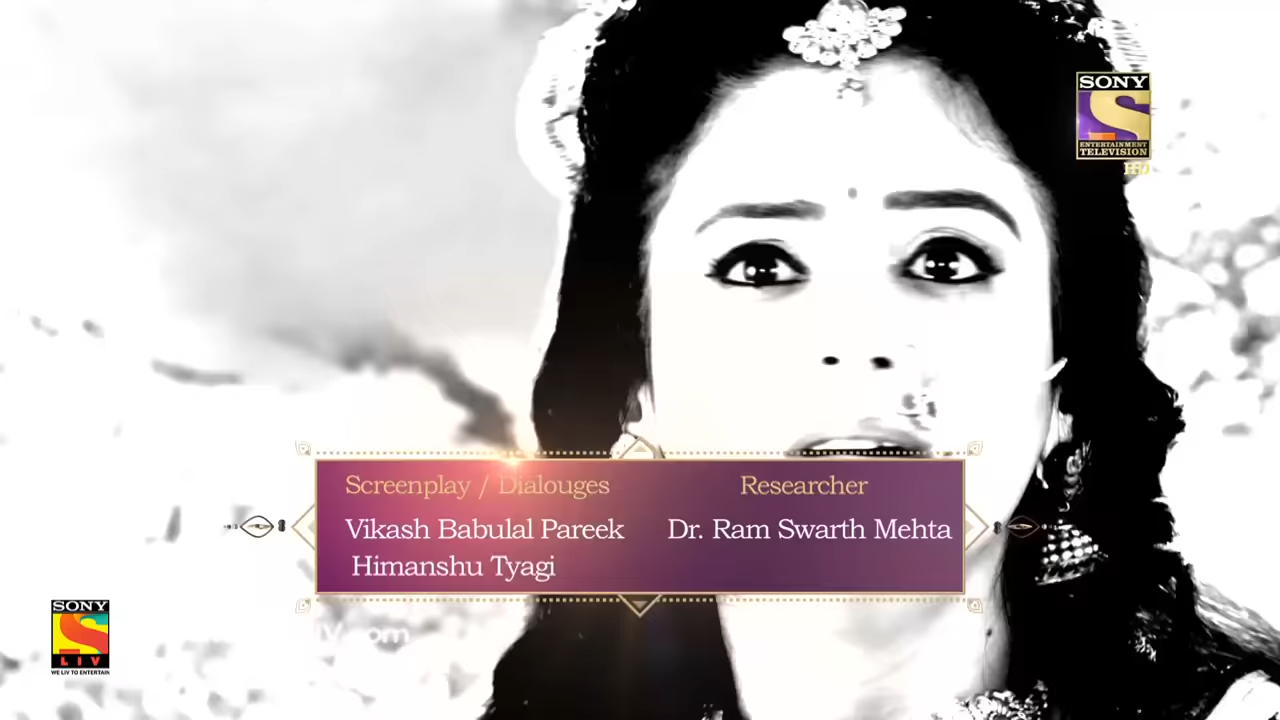 SONY
ENTERTAINMENT
TELEVISION
HD
Screenplay / Dialouges
Researcher
Vikash Babulal Pareek
Himanshu Tyagi
Dr. Ram Swarth Mehta
SONY
LIV
WE LIV TO ENTERTAIN